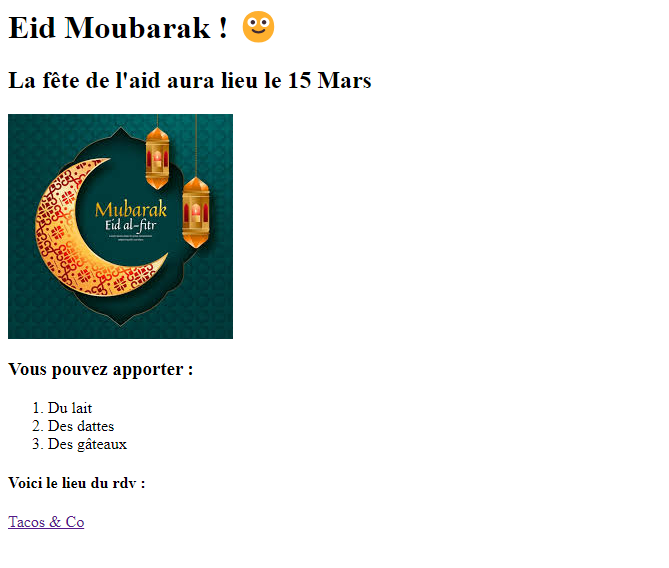 Eid Moubarak ! 🙂
La fête de l'aid aura lieu le 15 Mars
Mubarak
Eid al-fitr
Vous pouvez apporter :
1. Du lait
2. Des dattes
3. Des gâteaux
Voici le lieu du rdv :
Tacos & Co